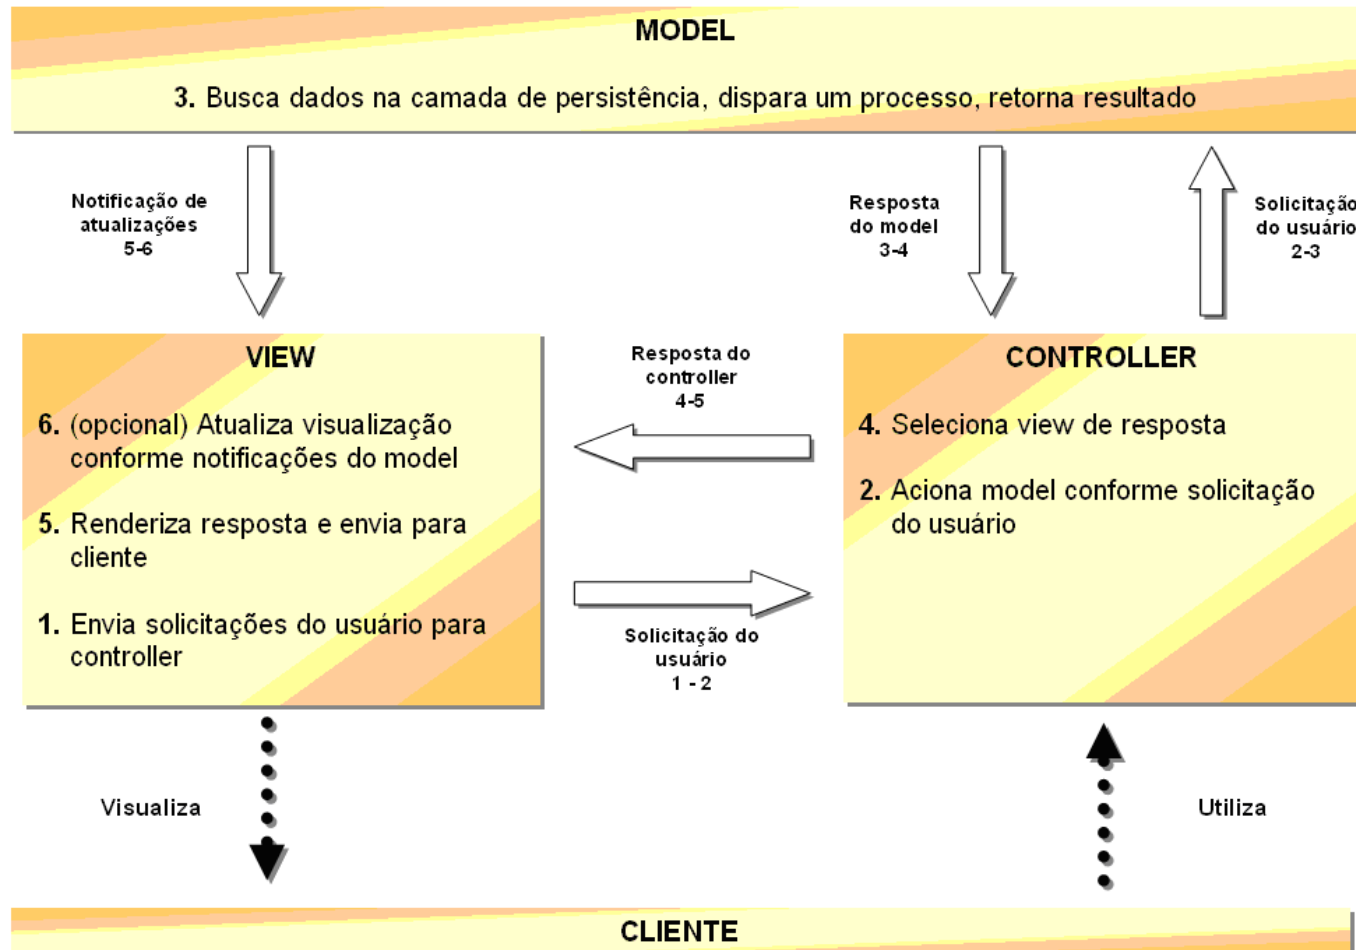 MODEL
3. Busca dados na camada de persistência, dispara um processo, retorna resultado
Notificação de
atualizações
5-6
Resposta
do model
3-4
Solicitação
do usuário
2-3
VIEW
6. (opcional) Atualiza visualização
conforme notificações do model
5. Renderiza resposta e envia para
cliente
1. Envia solicitações do usuário para
controller
Resposta do
controller
4-5
Solicitação do
usuário
1 - 2
CONTROLLER
4. Seleciona view de resposta
2. Aciona model conforme solicitação
do usuário
Visualiza
Utiliza
CLIENTE